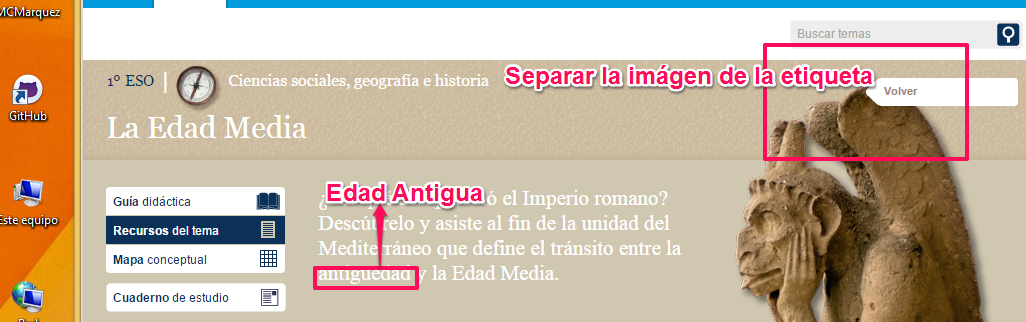 MCMarquez
Buscar temas
1º ESO | Ciencias sociales, geografía e historia
Separar la imágen de la etiqueta
Volver
La Edad Media
GitHub
Guía didáctica
Edad Antigua
ó el Imperio romano?
Recursos del tema
Descúbrelo y asiste al fin de la unidad del
Este equipo
Mapa conceptual
Mediterráneo que define el tránsito entre la
antigüedad y la Edad Media.
Cuaderno de estudio